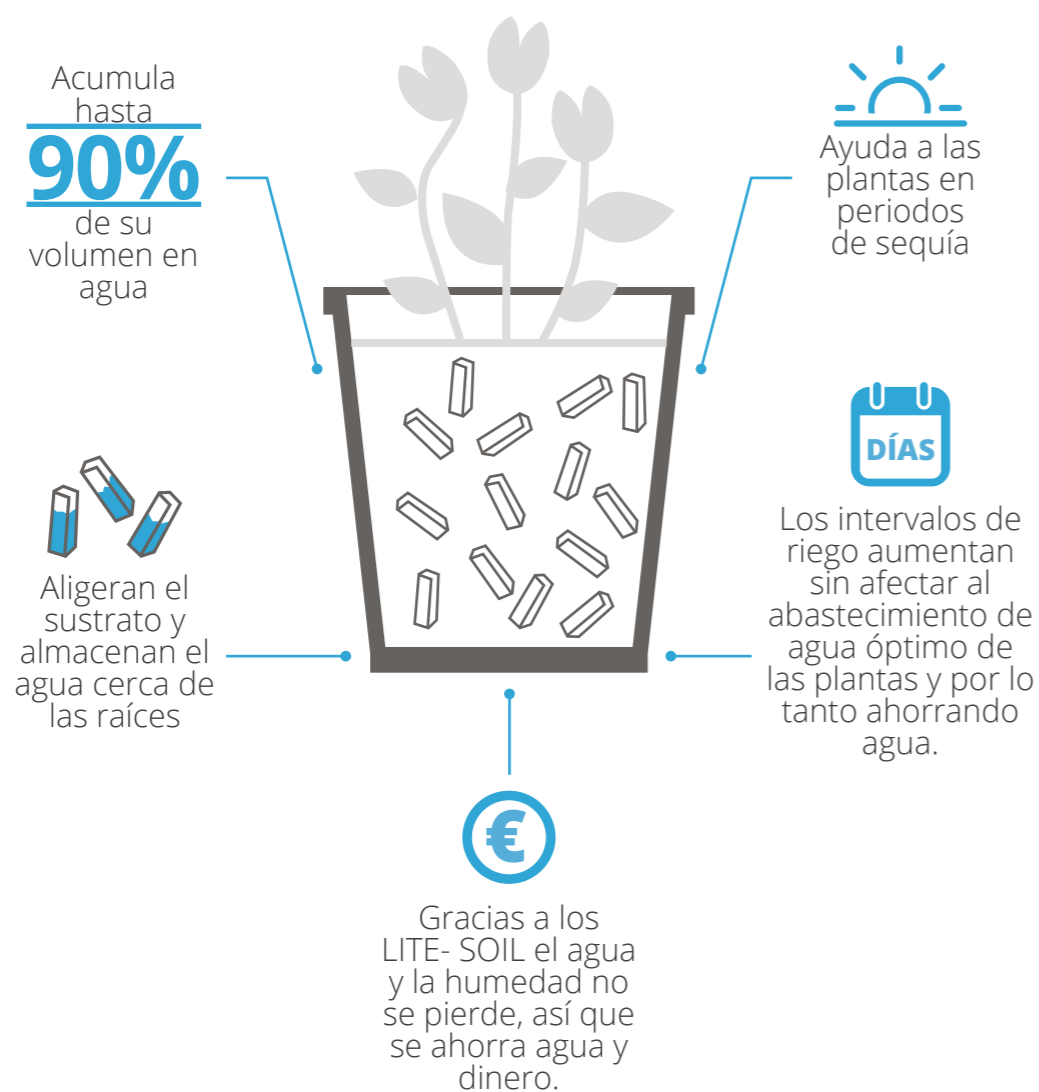 Acumula
hasta
90%
de su
volumen en
agua
Ayuda a las
plantas en
periodos
de sequía
Aligeran el
sustrato y
almacenan el
agua cerca de
las raíces
DÍAS
Los intervalos de
riego aumentan
sin afectar al
abastecimiento de
agua óptimo de
las plantas y por lo
tanto ahorrando
agua.
€
Gracias a los
LITE- SOIL el agua
y la humedad no
se pierde, así que
se ahorra agua y
dinero.